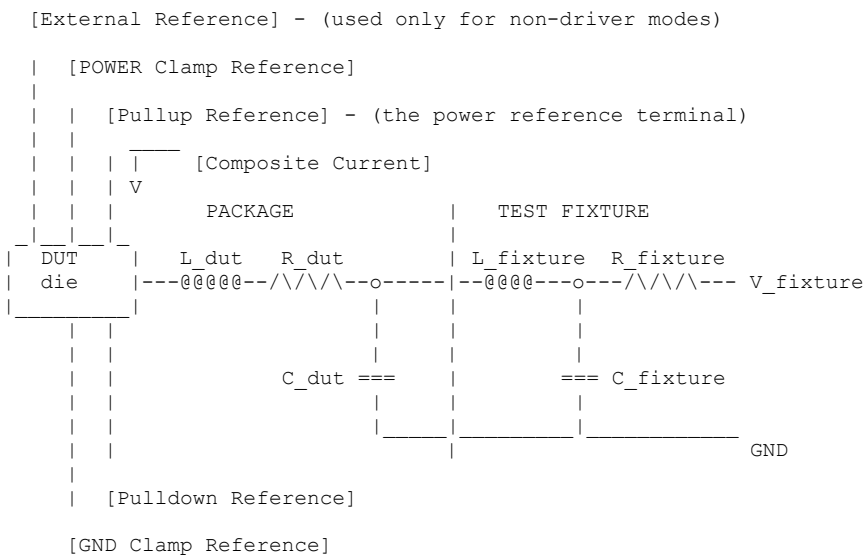 [External Reference] - (used only for non-driver modes)
[POWER Clamp Reference]
[Pullup Reference] - (the power reference terminal)
[Composite Current]
V
PACKAGE | TEST FIXTURE
DUT L_dut R_dut L_fixture R_fixture
die |---@@@@@--/\/\/\--o-----|--@@@@---o---/\/\/\--- V_fixture
C_dut === | === C_fixture
GND
[Pulldown Reference]
[GND Clamp Reference]